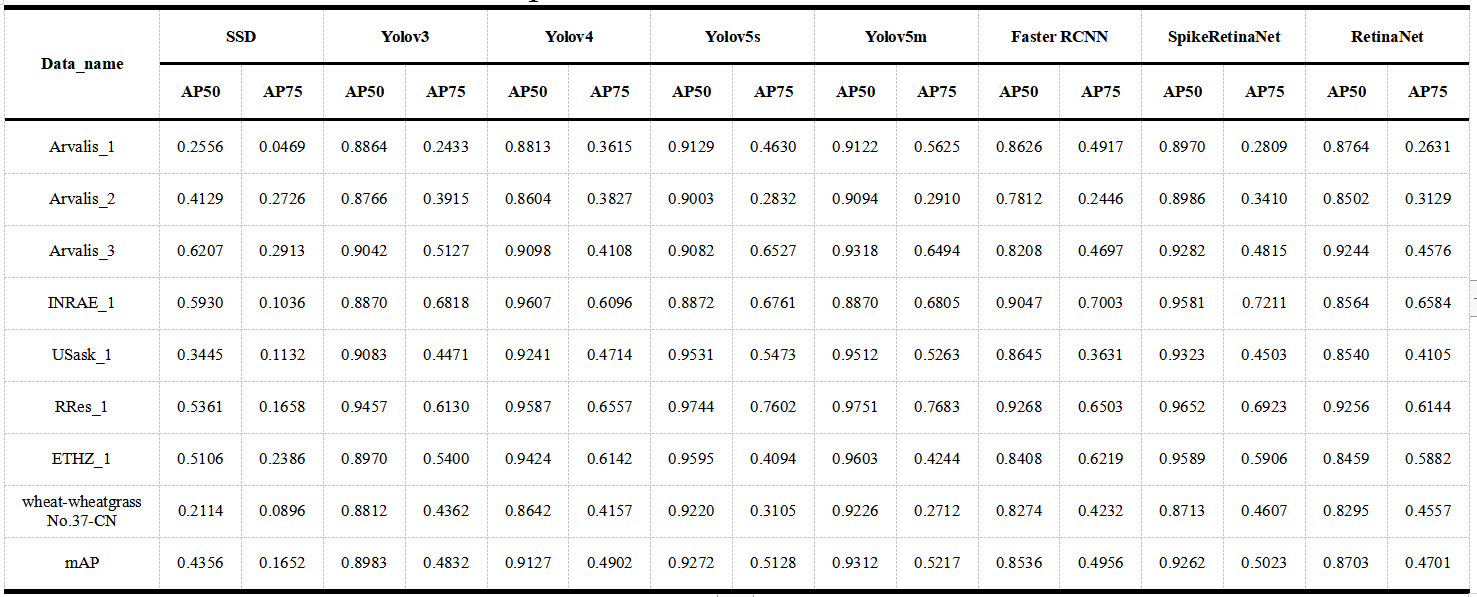 SSD Yolov3 Yolov4 Yolov5s Yolov5m Faster RCNN SpikeRetinaNet RetinaNet
Data_name
AP50 AP75 AP50 AP75 AP50 AP75 AP50 AP75 AP50 AP75 AP50 AP75 AP50 AP75 AP50 AP75
Arvalis_1 0.2556 0.0469 0.8864 0.2433 0.8813 0.3615 0.9129 0.4630 0.9122 0.5625 0.8626 0.4917 0.8970 0.2809 0.8764 0.2631
Arvalis_2 0.4129 0.2726 0.8766 0.3915 0.8604 0.3827 0.9003 0.2832 0.9094 0.2910 0.7812 0.2446 0.8986 0.3410 0.8502 0.3129
Arvalis_3 0.6207 0.2913 0.9042 0.5127 0.9098 0.4108 0.9082 0.6527 0.9318 0.6494 0.8208 0.4697 0.9282 0.4815 0.9244 0.4576
INRAE_1 0.5930 0.1036 0.8870 0.6818 0.9607 0.6096 0.8872 0.6761 0.8870 0.6805 0.9047 0.7003 0.9581 0.7211 0.8564 0.6584
USask_1 0.3445 0.1132 0.9083 0.4471 0.9241 0.4714 0.9531 0.5473 0.9512 0.5263 0.8645 0.3631 0.9323 0.4503 0.8540 0.4105
RRes_1 0.5361 0.1658 0.9457 0.6130 0.9587 0.6557 0.9744 0.7602 0.9751 0.7683 0.9268 0.6503 0.9652 0.6923 0.9256 0.6144
ETHZ_1 0.5106 0.2386 0.8970 0.5400 0.9424 0.6142 0.9595 0.4094 0.9603 0.4244 0.8408 0.6219 0.9589 0.5906 0.8459 0.5882
wheat-wheatgrass
No.37-CN 0.2114 0.0896 0.8812 0.4362 0.8642 0.4157 0.9220 0.3105 0.9226 0.2712 0.8274 0.4232 0.8713 0.4607 0.8295 0.4557
mAP 0.4356 0.1652 0.8983 0.4832 0.9127 0.4902 0.9272 0.5128 0.9312 0.5217 0.8536 0.4956 0.9262 0.5023 0.8703 0.4701